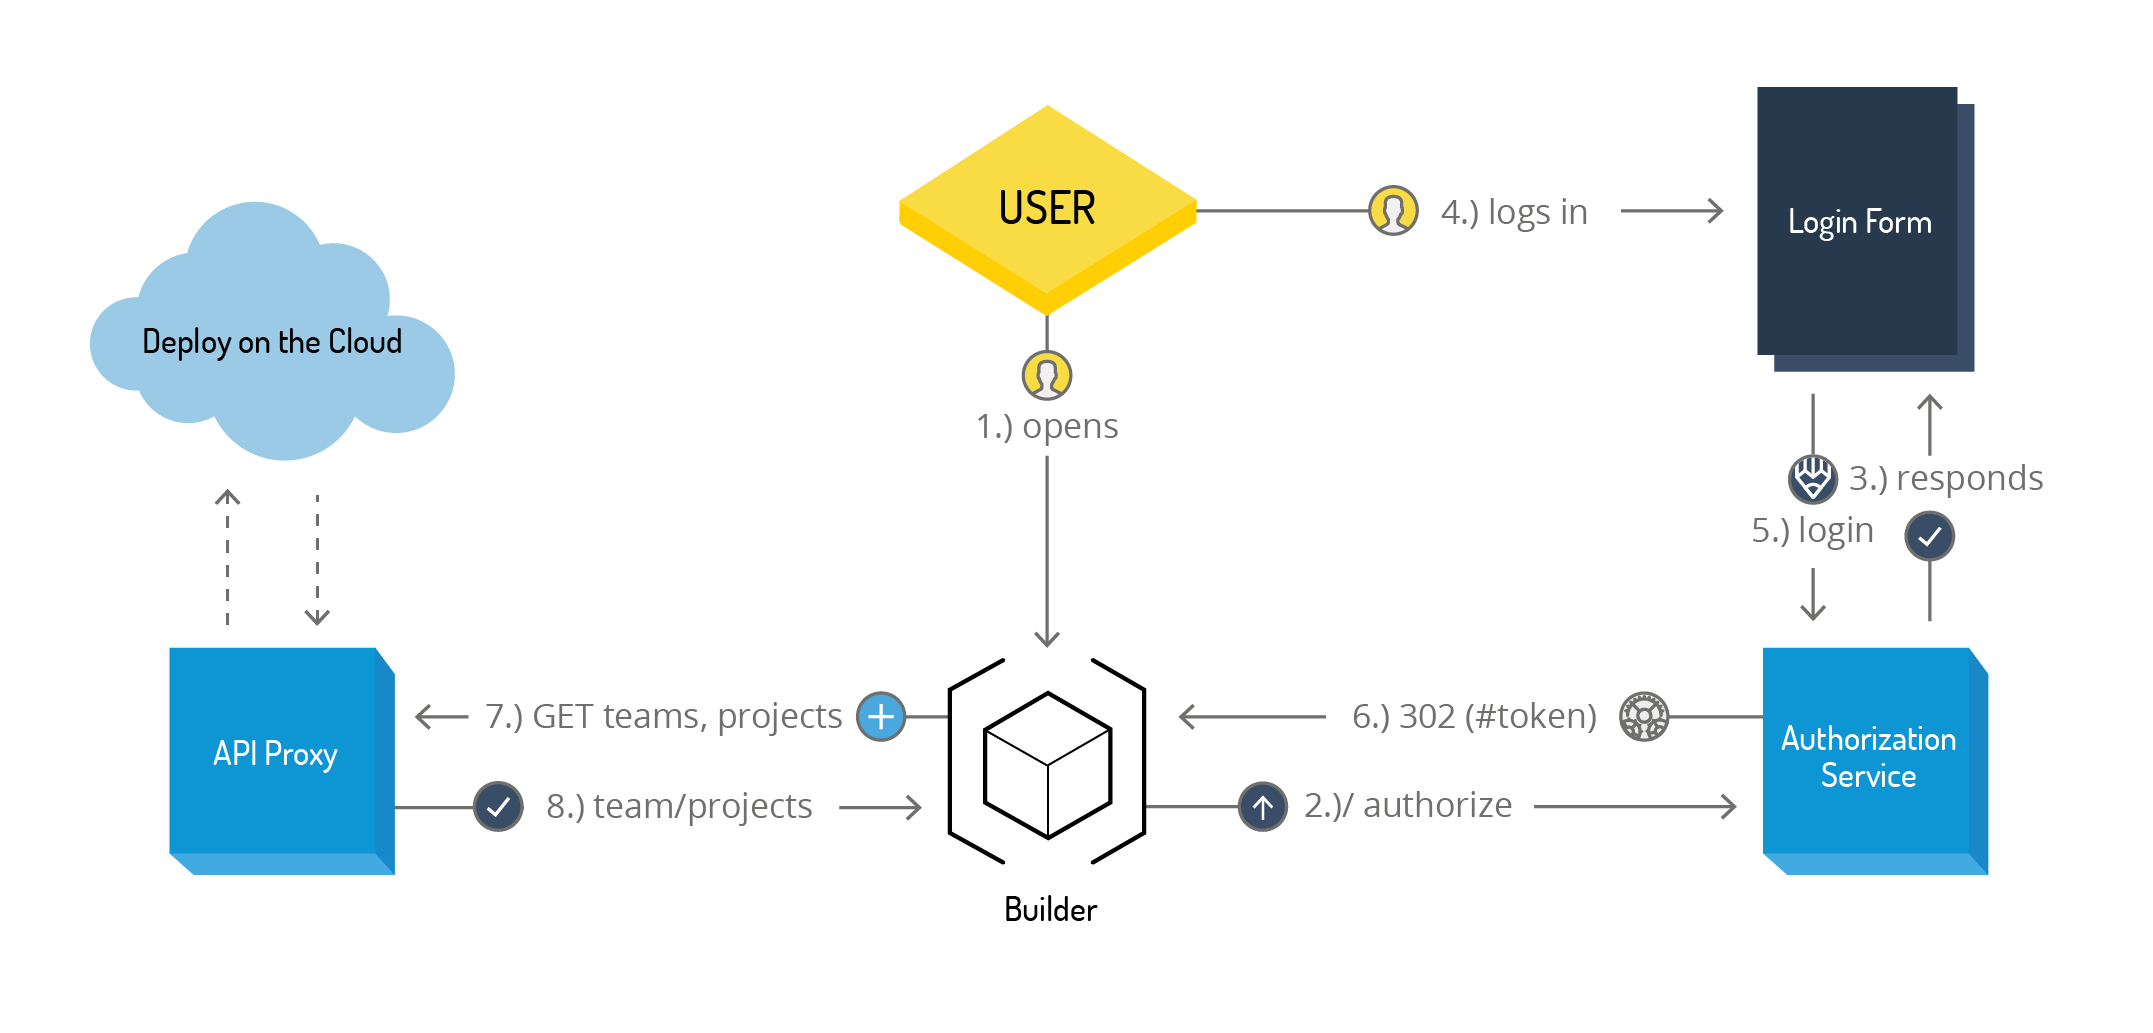 USER
4.) logs in
Login Form
Deploy on the Cloud
1.) opens
3.) responds
5.) login
7.) GET teams, projects
6.) 302 (#token)
API Proxy
Authorization
Service
8.) team/projects
2.)/ authorize
Builder